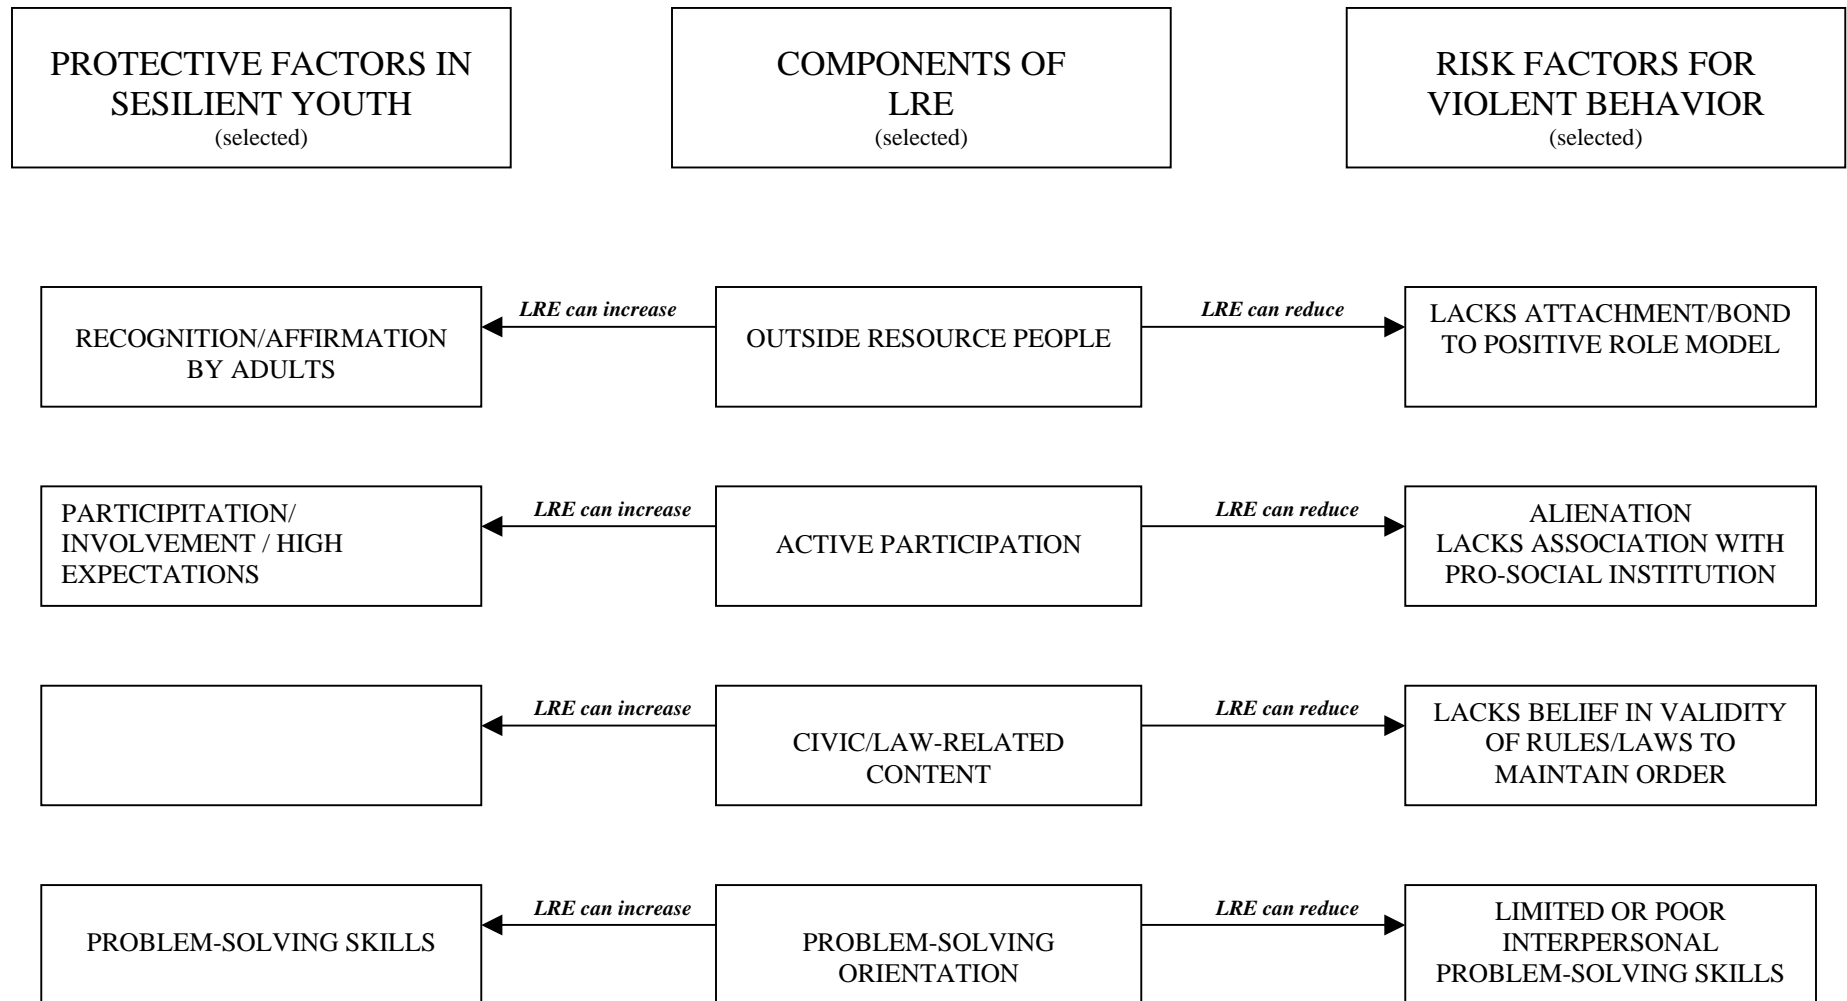 PROTECTIVE FACTORS IN
SESILIENT YOUTH
(selected)
COMPONENTS OF
LRE
(selected)
RISK FACTORS FOR
VIOLENT BEHAVIOR
(selected)
RECOGNITION/AFFIRMATION
BY ADULTS
LRE can increase
OUTSIDE RESOURCE PEOPLE
LRE can reduce
LACKS ATTACHMENT/BOND
TO POSITIVE ROLE MODEL
PARTICIPITATION/
INVOLVEMENT / HIGH
EXPECTATIONS
LRE can increase
ACTIVE PARTICIPATION
LRE can reduce
ALIENATION
LACKS ASSOCIATION WITH
PRO-SOCIAL INSTITUTION
LRE can increase
CIVIC/LAW-RELATED
CONTENT
LRE can reduce
LACKS BELIEF IN VALIDITY
OF RULES/LAWS TO
MAINTAIN ORDER
PROBLEM-SOLVING SKILLS
LRE can increase
PROBLEM-SOLVING
ORIENTATION
LRE can reduce
LIMITED OR POOR
INTERPERSONAL
PROBLEM-SOLVING SKILLS